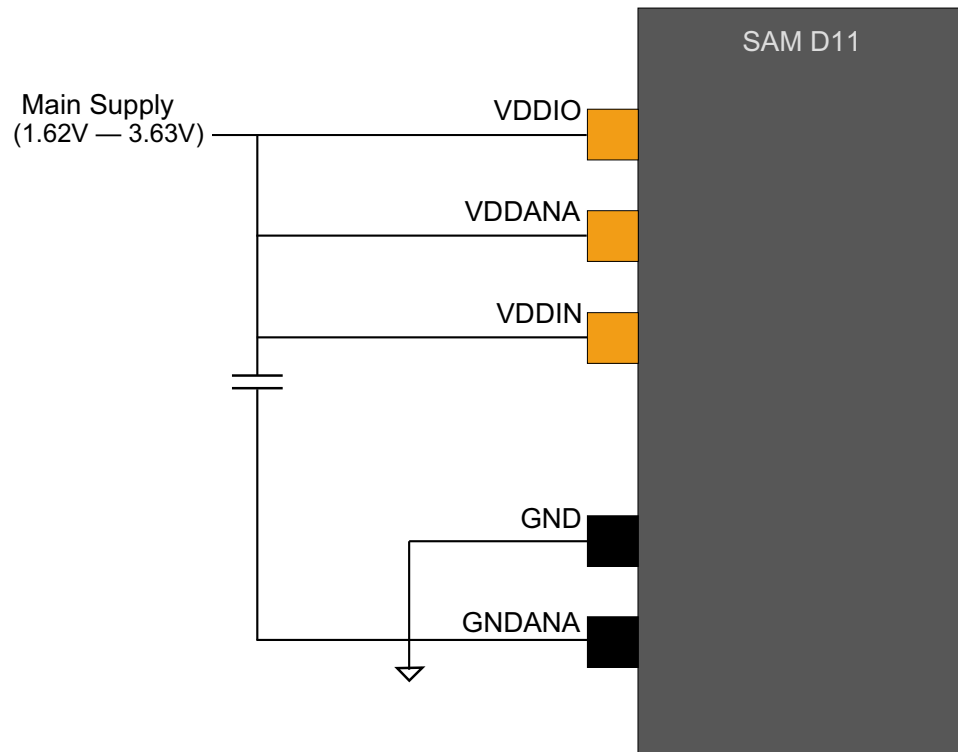 SAM D11
Main Supply
(1.62V — 3.63V)
VDDIO
VDDANA
VDDIN
GND
GNDANA